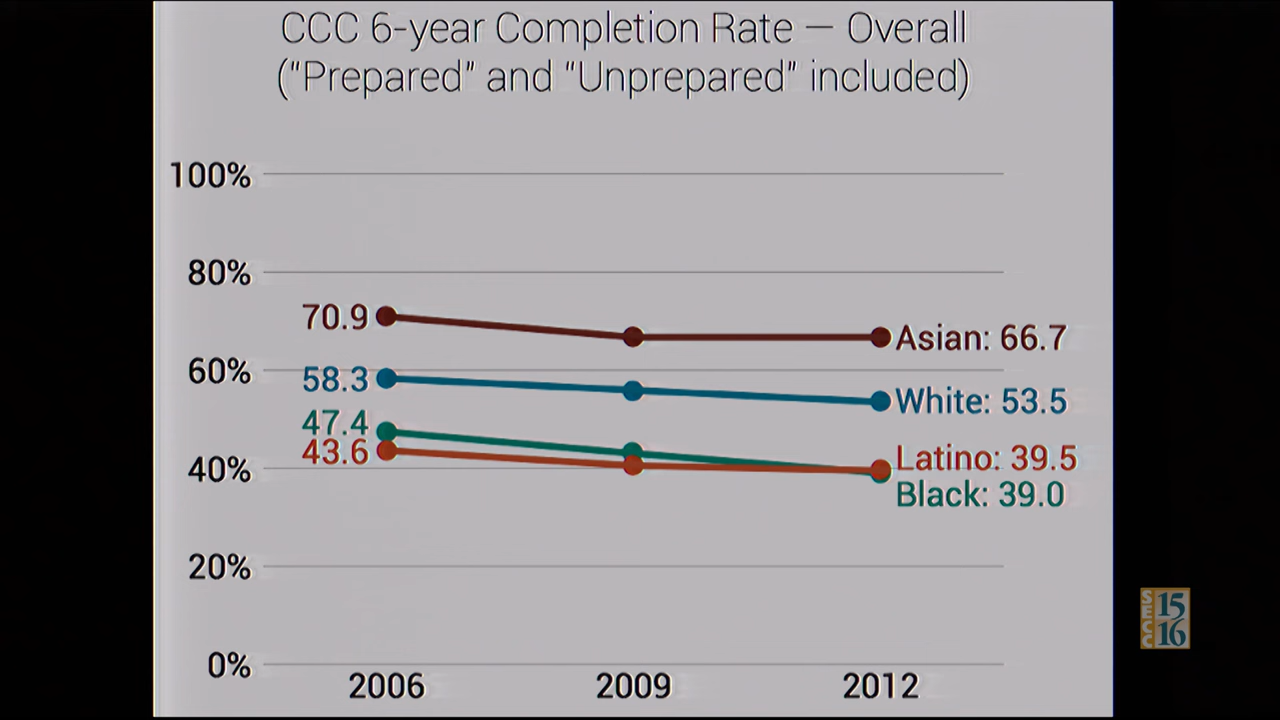 CCC 6-year Completion Rate — Overall
("Prepared" and "Unprepared" included)
100%
80%
70.9
Asian: 66.7
60%
58.3
White: 53.5
47.4
43.6
40%
Latino: 39.5
Black: 39.0
20%
0%
2006 2009 2012
SECC
15
16